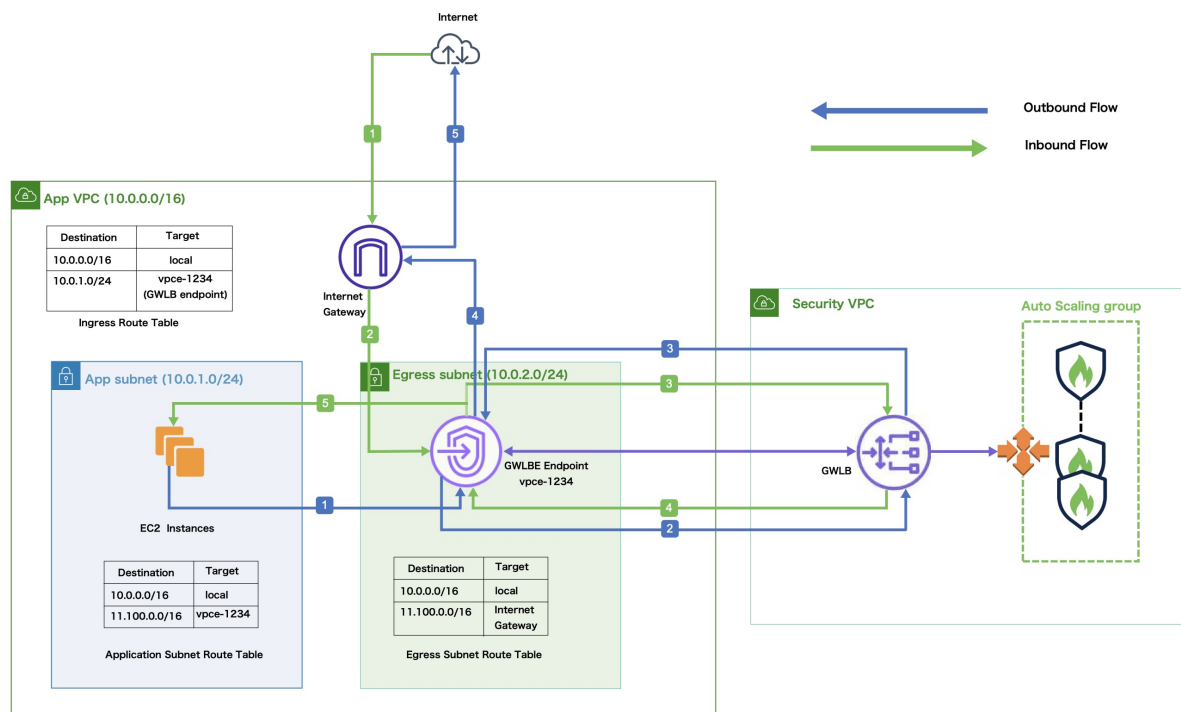 Internet
1
5
Outbound Flow
Inbound Flow
App VPC (10.0.0.0/16)
Destination Target
10.0.0.0/16 local
10.0.1.0/24 vpce-1234
(GWLB endpoint)
Ingress Route Table
Internet
Gateway
2
4
Security VPC
Auto Scaling group
App subnet (10.0.1.0/24)
Egress subnet (10.0.2.0/24)
3
3
5
GWLBE Endpoint
vpce-1234
GWLB
1
4
2
EC2 Instances
Destination Target
10.0.0.0/16 local
11.100.0.0/16 vpce-1234
Application Subnet Route Table
Destination Target
10.0.0.0/16 local
11.100.0.0/16 Internet
Gateway
Egress Subnet Route Table